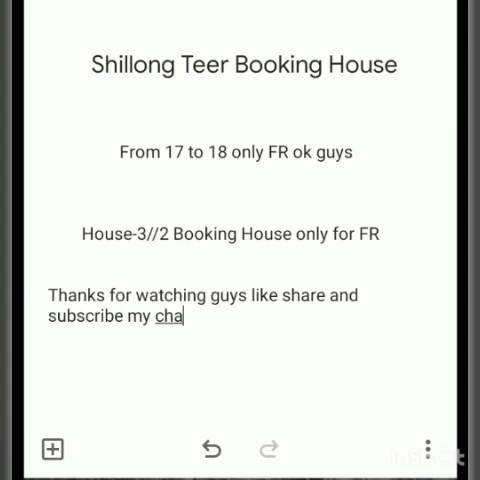 Shillong Teer Booking House
From 17 to 18 only FR ok guys
House-3//2 Booking House only for FR
Thanks for watching guys like share and
subscribe my cha